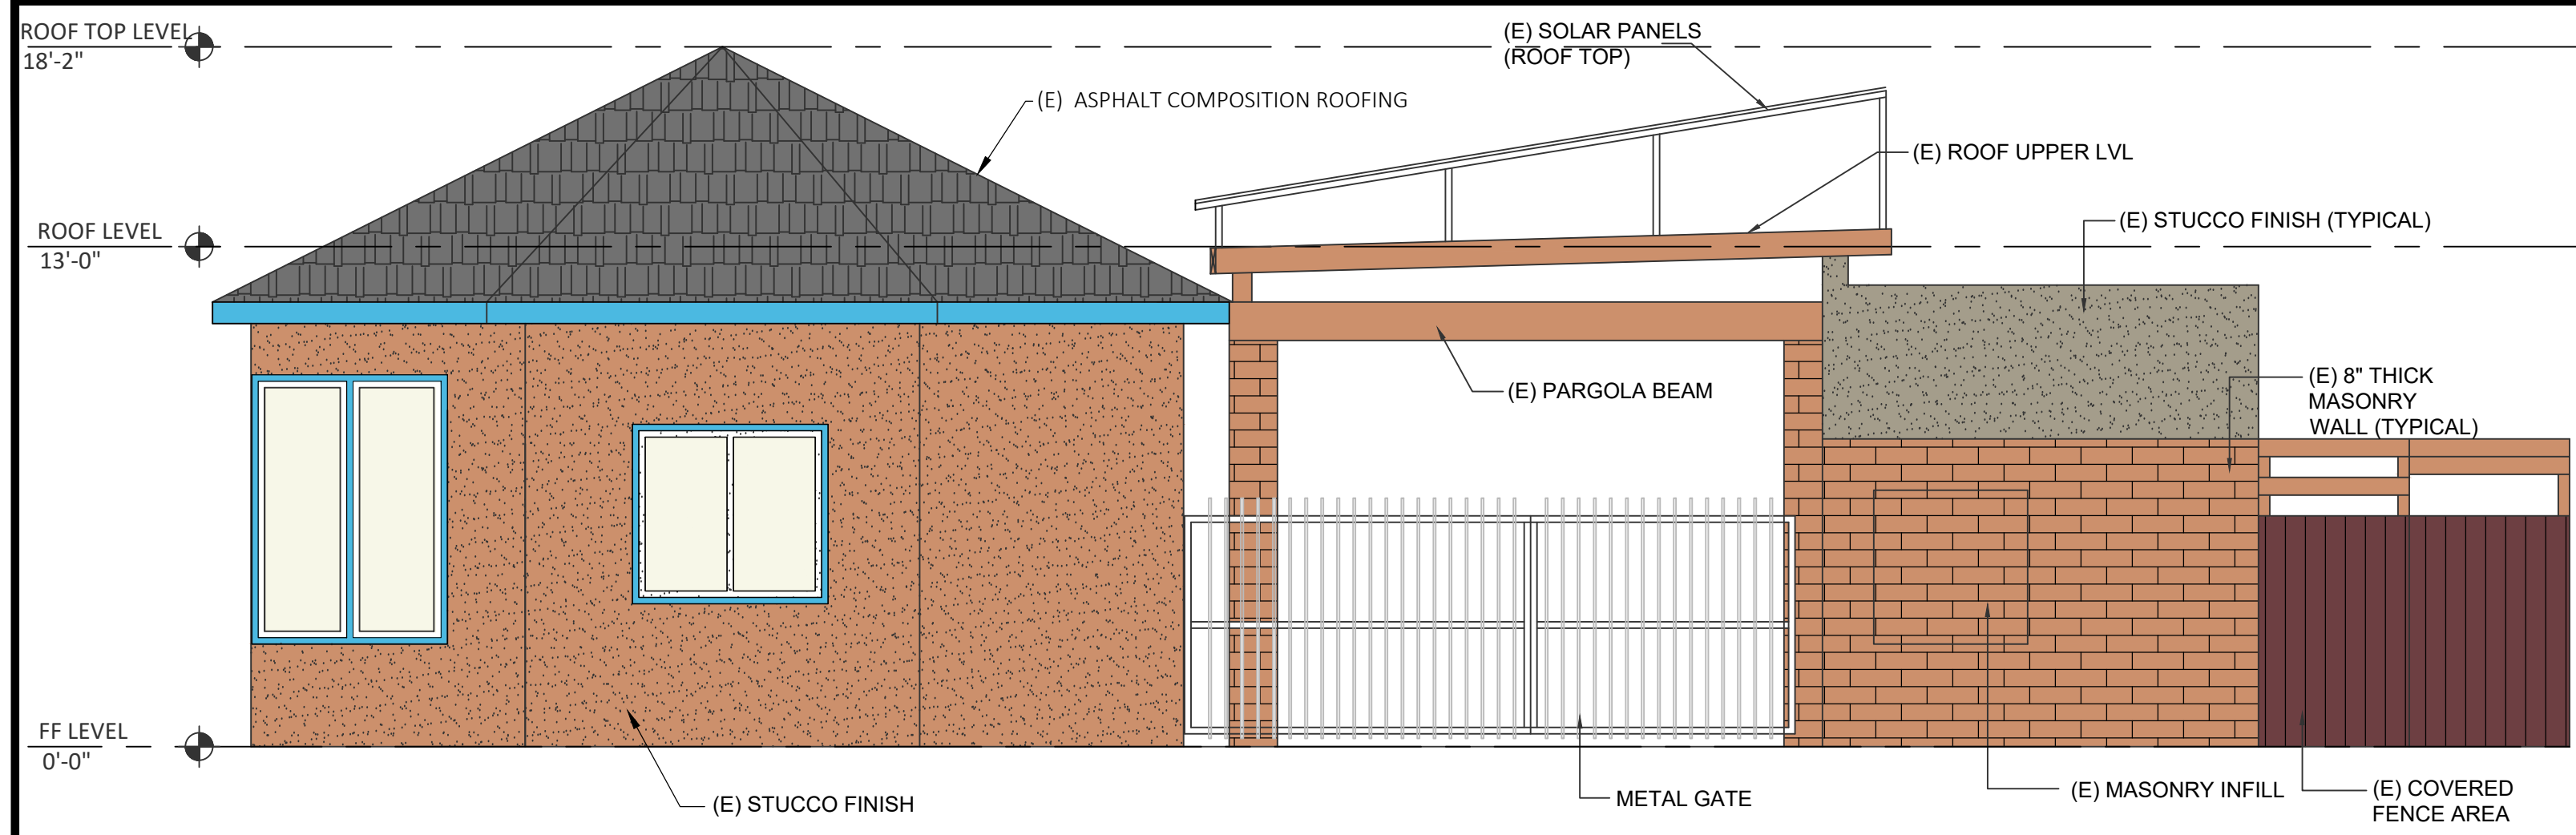 ROOF TOP LEVEL
18'-2"
(E) SOLAR PANELS
(ROOF TOP)
(E) ASPHALT COMPOSITION ROOFING
(E) ROOF UPPER LVL
(E) STUCCO FINISH (TYPICAL)
ROOF LEVEL
13'-0"
(E) PARGOLA BEAM
(E) 8" THICK
MASONRY
WALL (TYPICAL)
FF LEVEL
0'-0"
(E) STUCCO FINISH
METAL GATE
(E) MASONRY INFILL
(E) COVERED
FENCE AREA